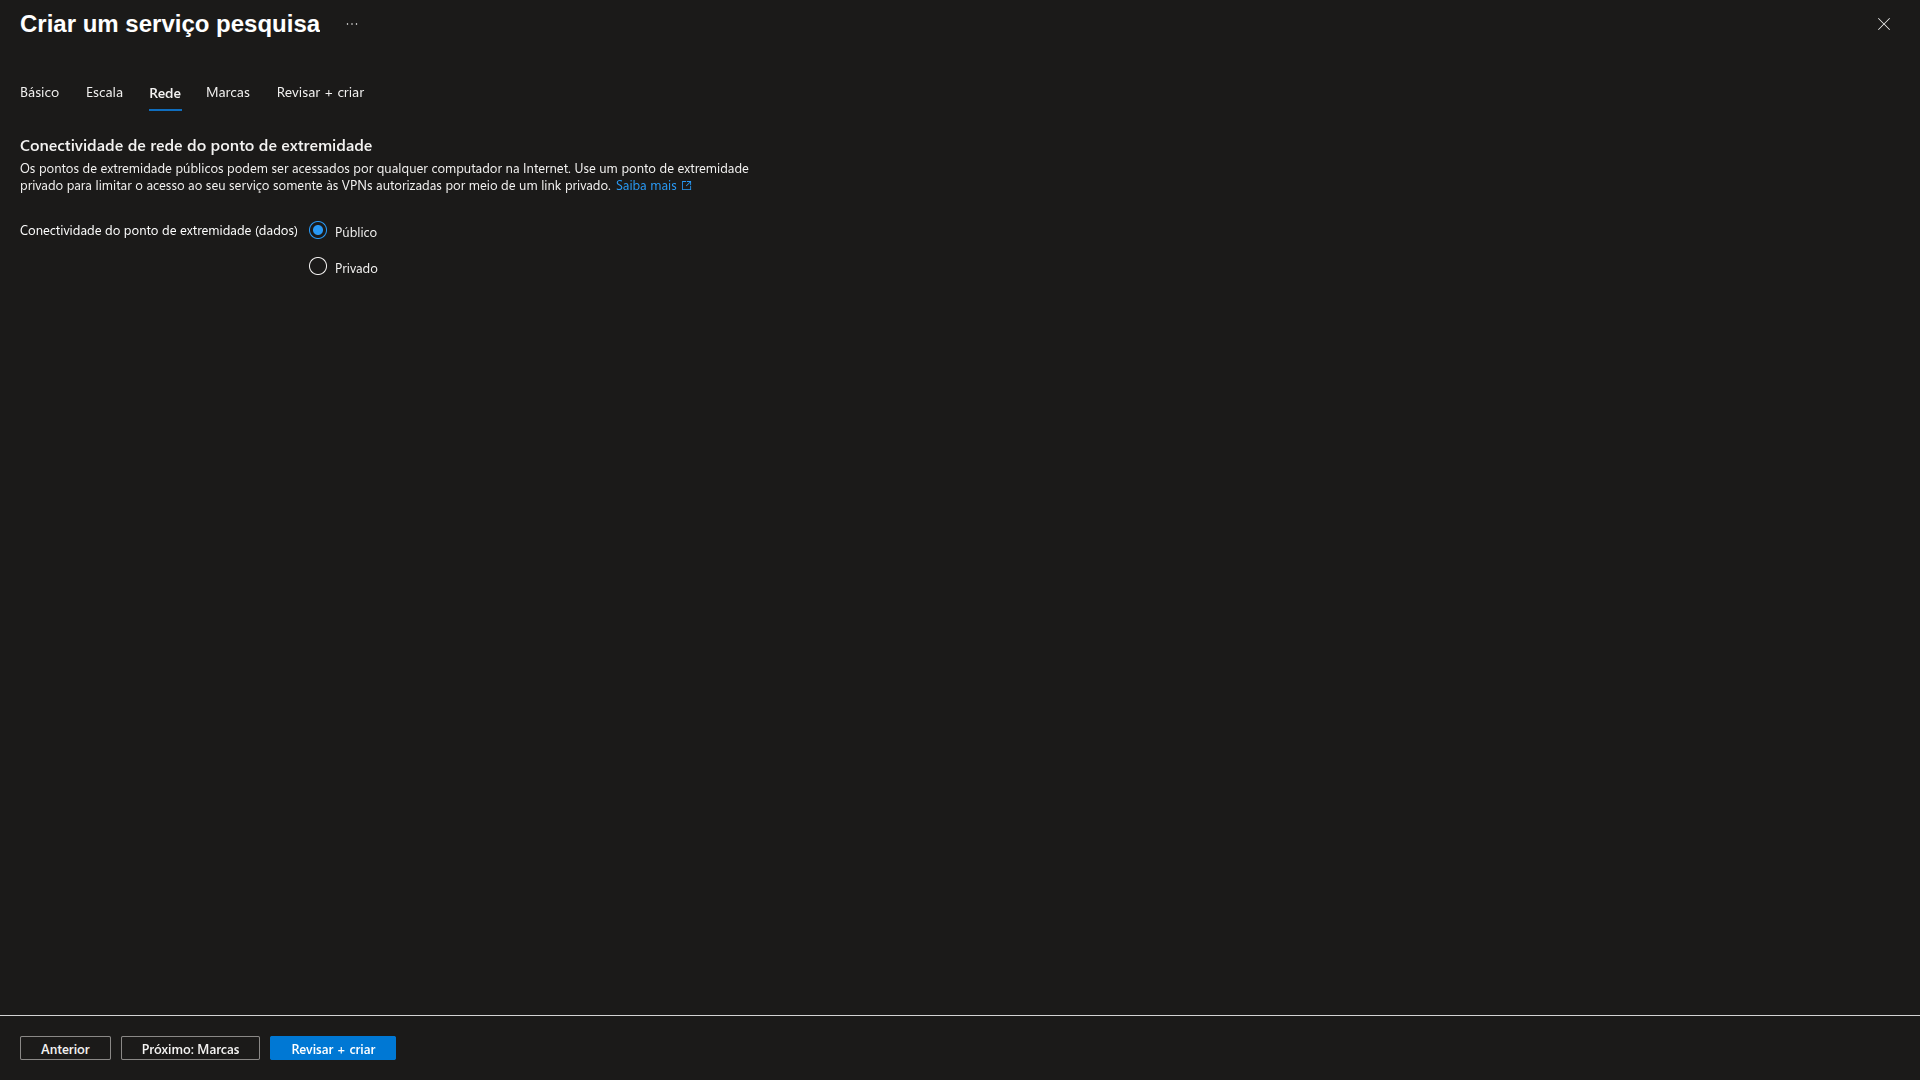 Criar um serviço pesquisa ...
Básico Escala Rede Marcas Revisar + criar
Conectividade de rede do ponto de extremidade
Os pontos de extremidade públicos podem ser acessados por qualquer computador na Internet. Use um ponto de extremidade
privado para limitar o acesso ao seu serviço somente às VPNs autorizadas por meio de um link privado. Saiba mais
Conectividade do ponto de extremidade (dados) Público
Privado
Anterior Próximo: Marcas Revisar + criar